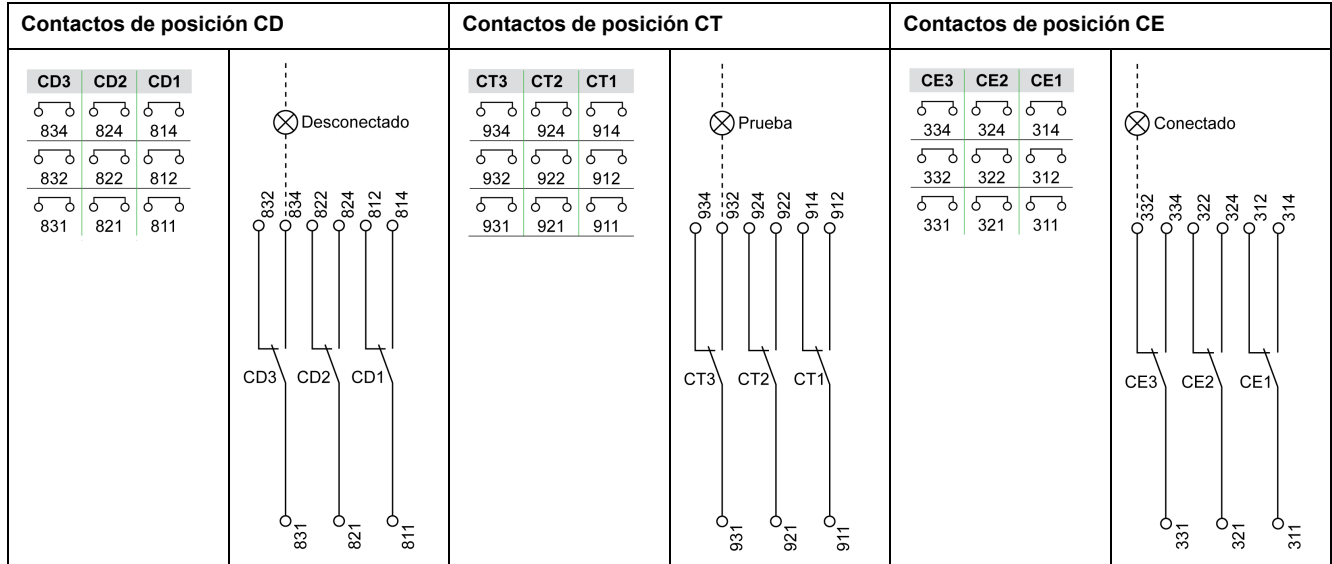 Contactos de posición CD
CD3 CD2 CD1
834 824 814
832 822 812
831 821 811
Desconectado
832 834 822 824 812 814
CD3 CD2 CD1
831 821 811
Contactos de posición CT
CT3 CT2 CT1
934 924 914
932 922 912
931 921 911
Prueba
934 932 924 922 914 912
CT3 CT2 CT1
931 921 911
Contactos de posición CE
CE3 CE2 CE1
334 324 314
332 322 312
331 321 311
Conectado
332 334 322 324 312 314
CE3 CE2 CE1
331 321 311